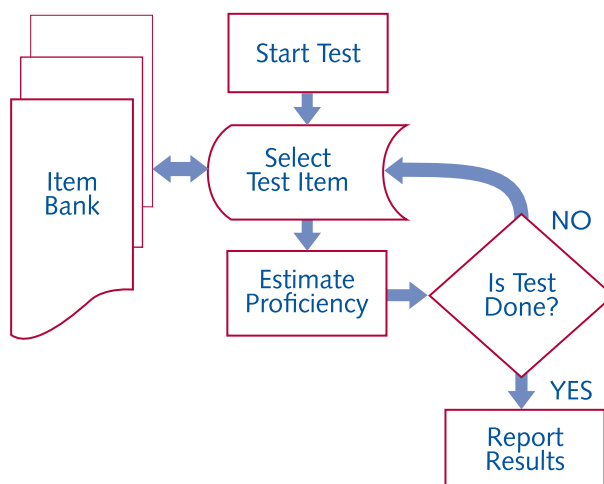 Start Test
Item
Bank
Select
Test Item
Estimate
Proficiency
Is Test
Done?
NO
YES
Report
Results